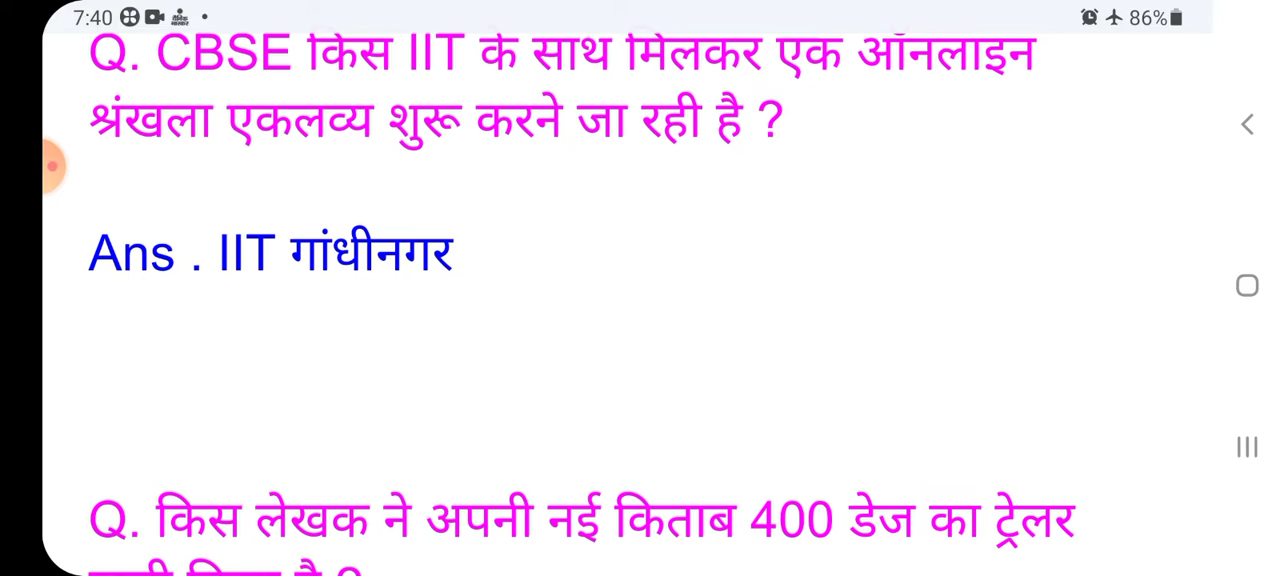 7:40
86%
Q. CBSE किस IIT के साथ मिलकर एक ऑनलाइन
श्रंखला एकलव्य शुरू करने जा रही है ?
Ans . IIT गांधीनगर
Q. किस लेखक ने अपनी नई किताब 400 डेज का ट्रेलर